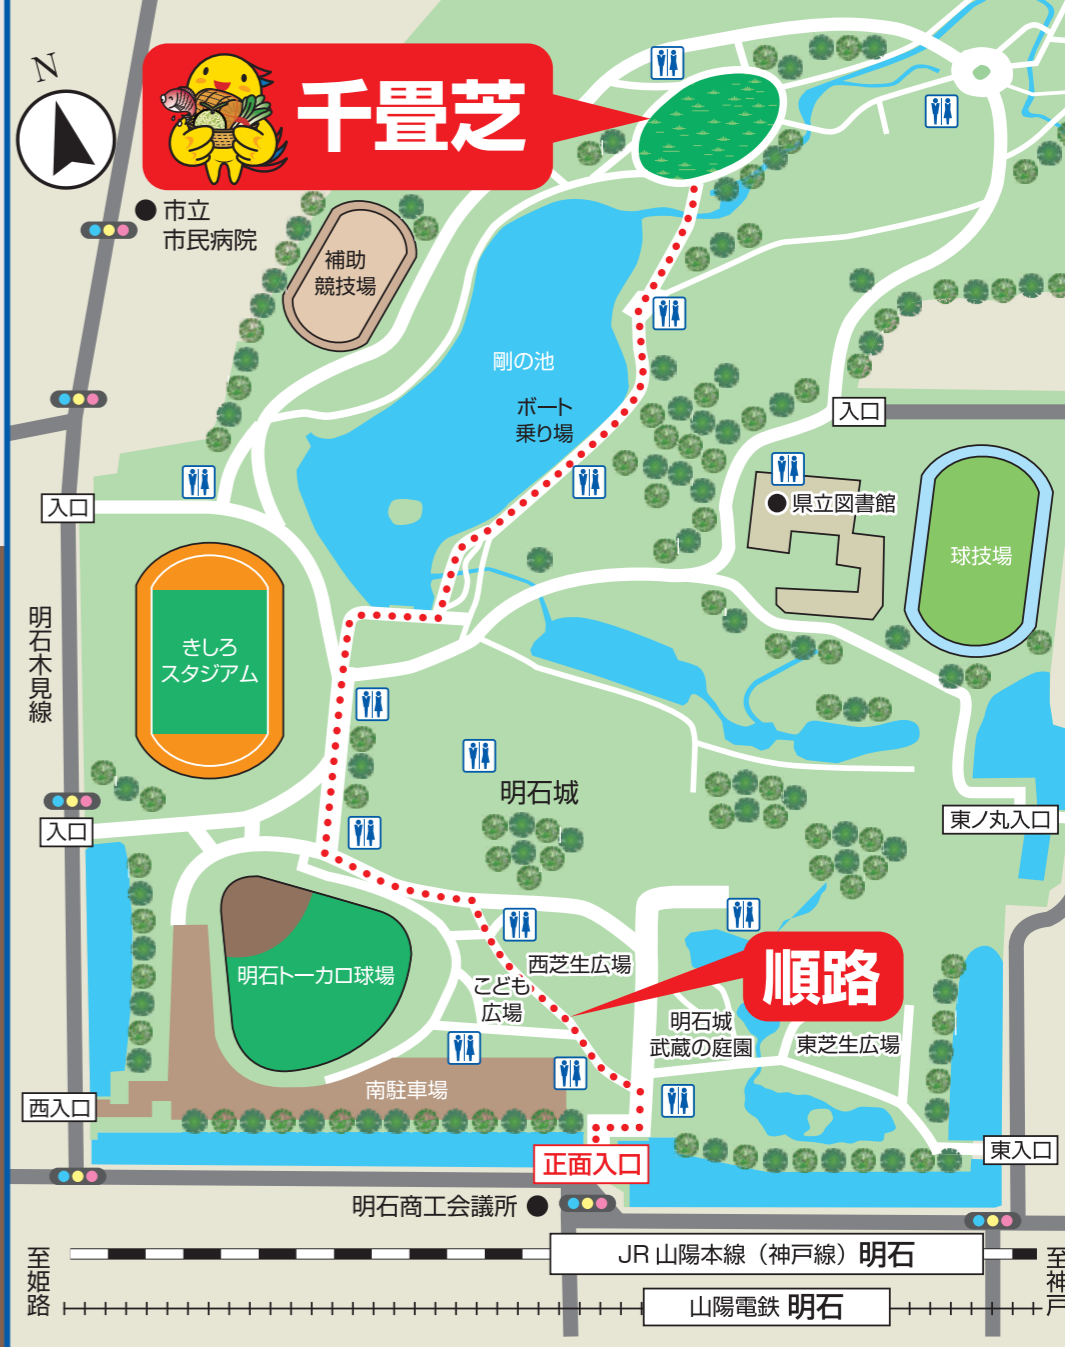 N
千畳芝
市立
市民病院
補助
競技場
剛の池
ボート
乗り場
入口
県立図書館
球技場
入口
きしろ
スタジアム
明石木見線
明石城
東ノ丸入口
入口
西芝生広場
こども
広場
順路
明石トーカロ球場
明石城
武蔵の庭園
東芝生広場
南駐車場
西入口
東入口
正面入口
明石商工会議所
至姫路
JR 山陽本線（神戸線）明石
至神戸
山陽電鉄 明石